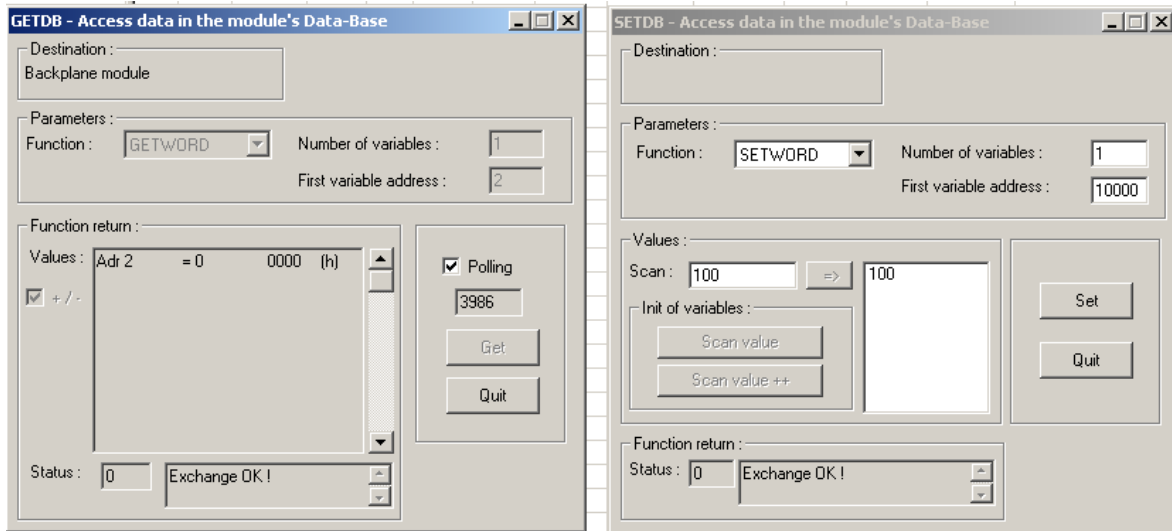 GETDB - Access data in the module's Data-Base
Destination :
Backplane module
Parameters :
Function :
GETWORD
Number of variables :
1
First variable address :
2
Function return :
Values :
Adr 2 = 0 0000 (h)
+ / -
Polling
3986
Get
Quit
Status :
0
Exchange OK !
SETDB - Access data in the module's Data-Base
Destination :
Parameters :
Function :
SETWORD
Number of variables :
1
First variable address :
10000
Values :
Scan :
100
=>
100
Init of variables :
Scan value
Scan value ++
Set
Quit
Function return :
Status :
0
Exchange OK !